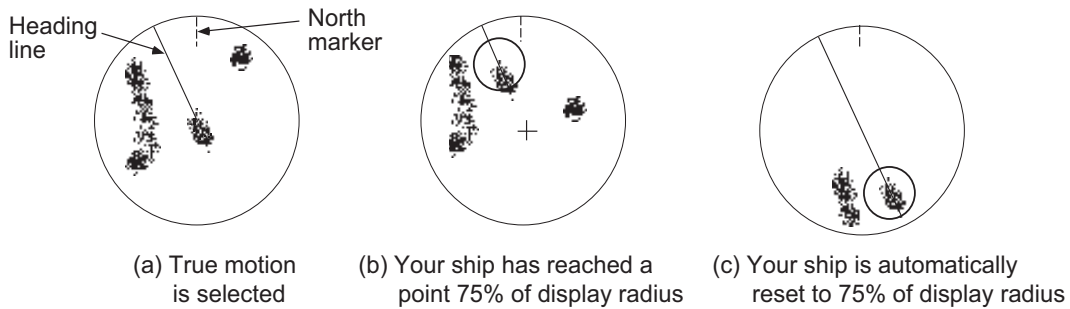 Heading
line
North
marker
(a) True motion
is selected
(b) Your ship has reached a
point 75% of display radius
(c) Your ship is automatically
reset to 75% of display radius